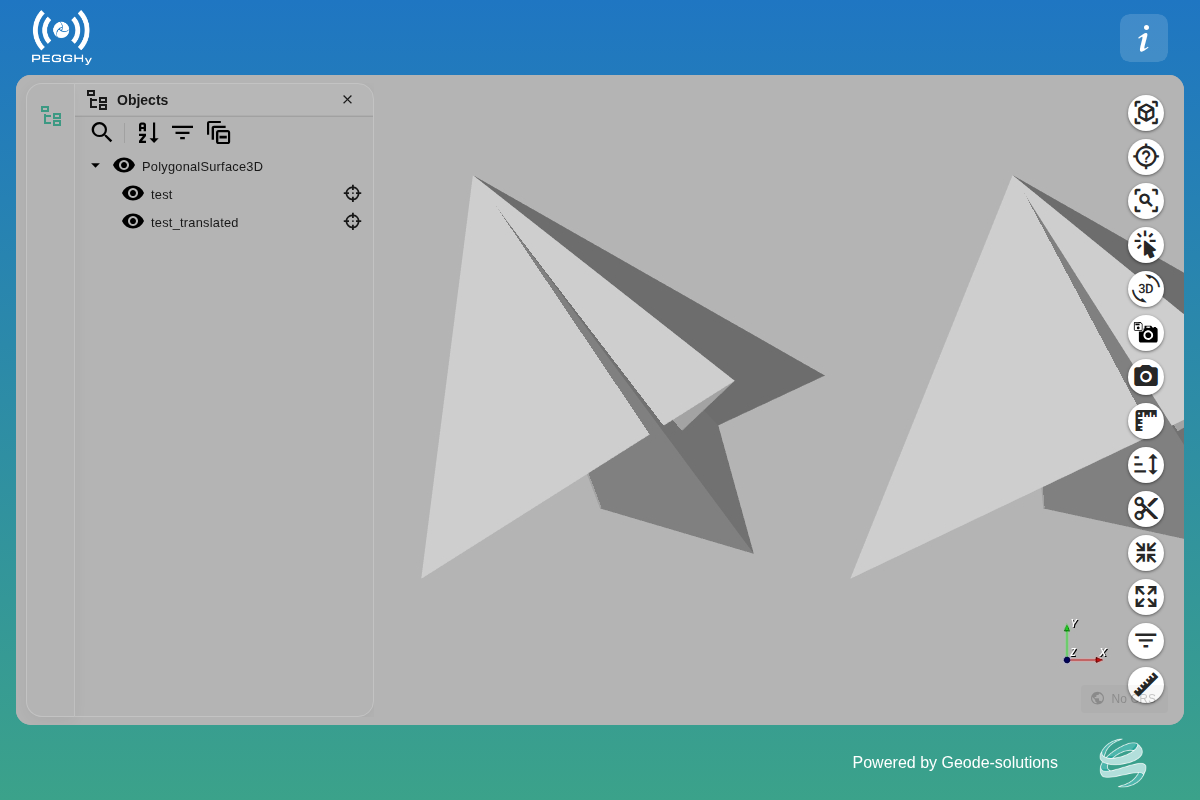 PEGGHy
i
Objects
A
Z
PolygonalSurface3D
test
test_translated
3D
Y
Z
X
No CRS
Powered by Geode-solutions